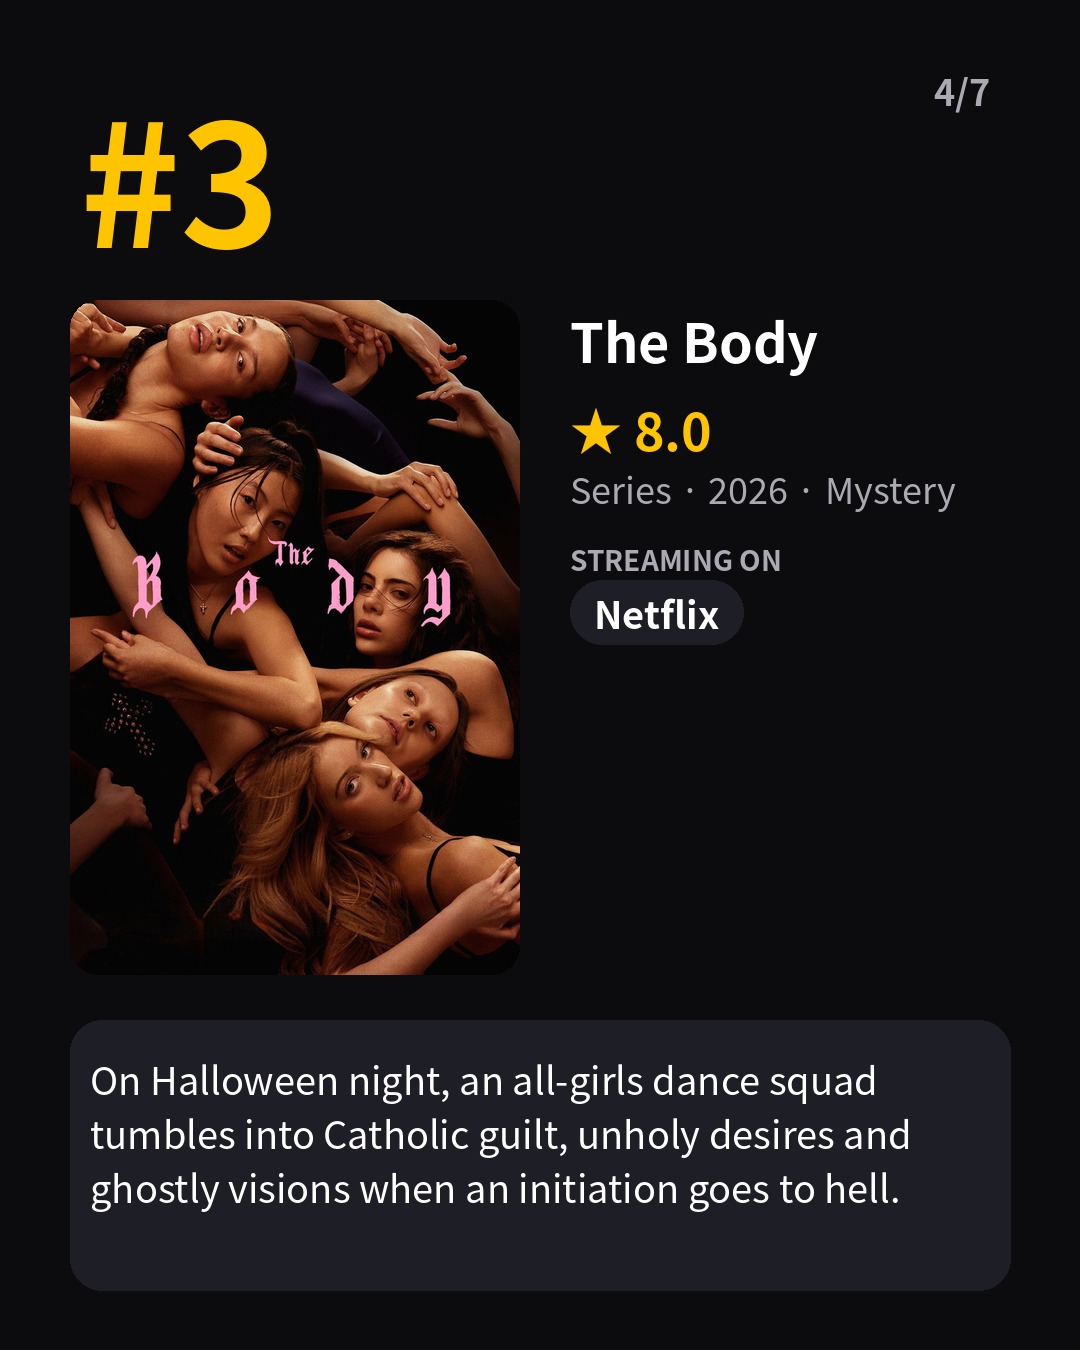 4/7
#3
The Body
★ 8.0
Series · 2026 · Mystery
STREAMING ON
Netflix
The
Body
On Halloween night, an all-girls dance squad
tumbles into Catholic guilt, unholy desires and
ghostly visions when an initiation goes to hell.